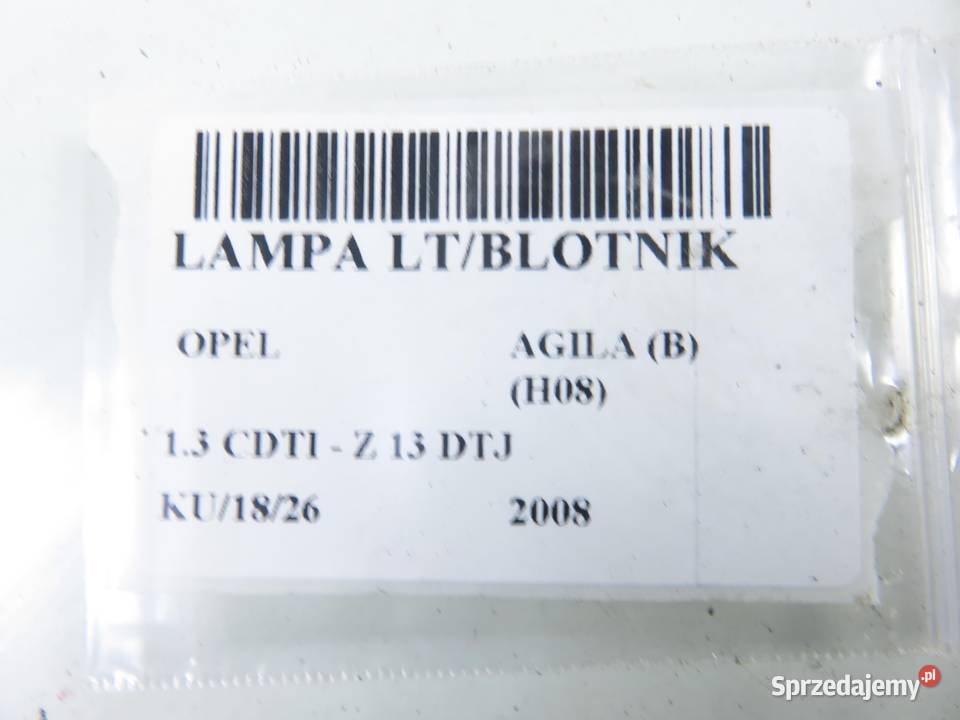 LAMPA LT/BLOTNIK
OPEL AGILA (B)
(H08)
1.3 CDTI - Z 13 DTJ
KU/18/26 2008
Sprzedajemy.pl